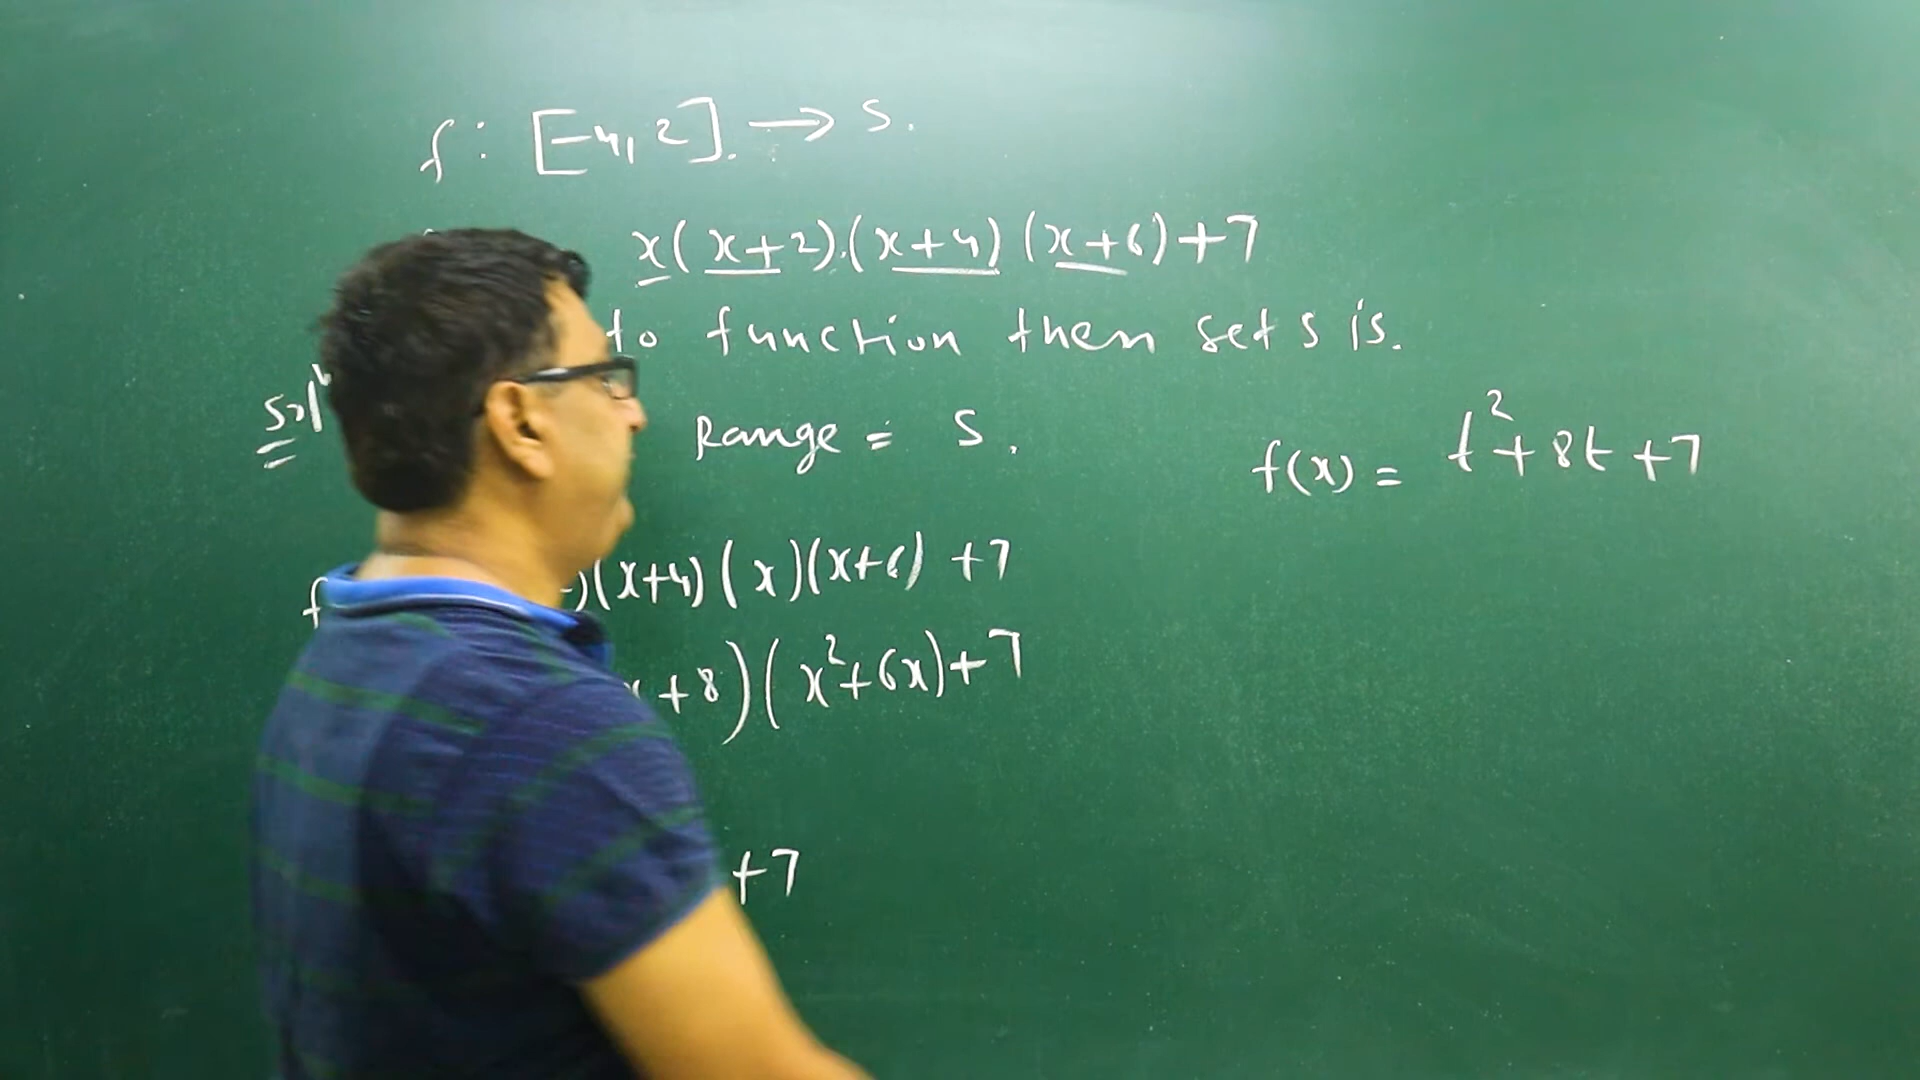 f : [-4, 2]. → S.
x(x+2).(x+4)(x+6)+7
to function then set S is.
Solⁿ
Range = S.
f(x) = t²+8t+7
f )(x+4)(x)(x+6) +7
+8)(x²+6x)+7
+7